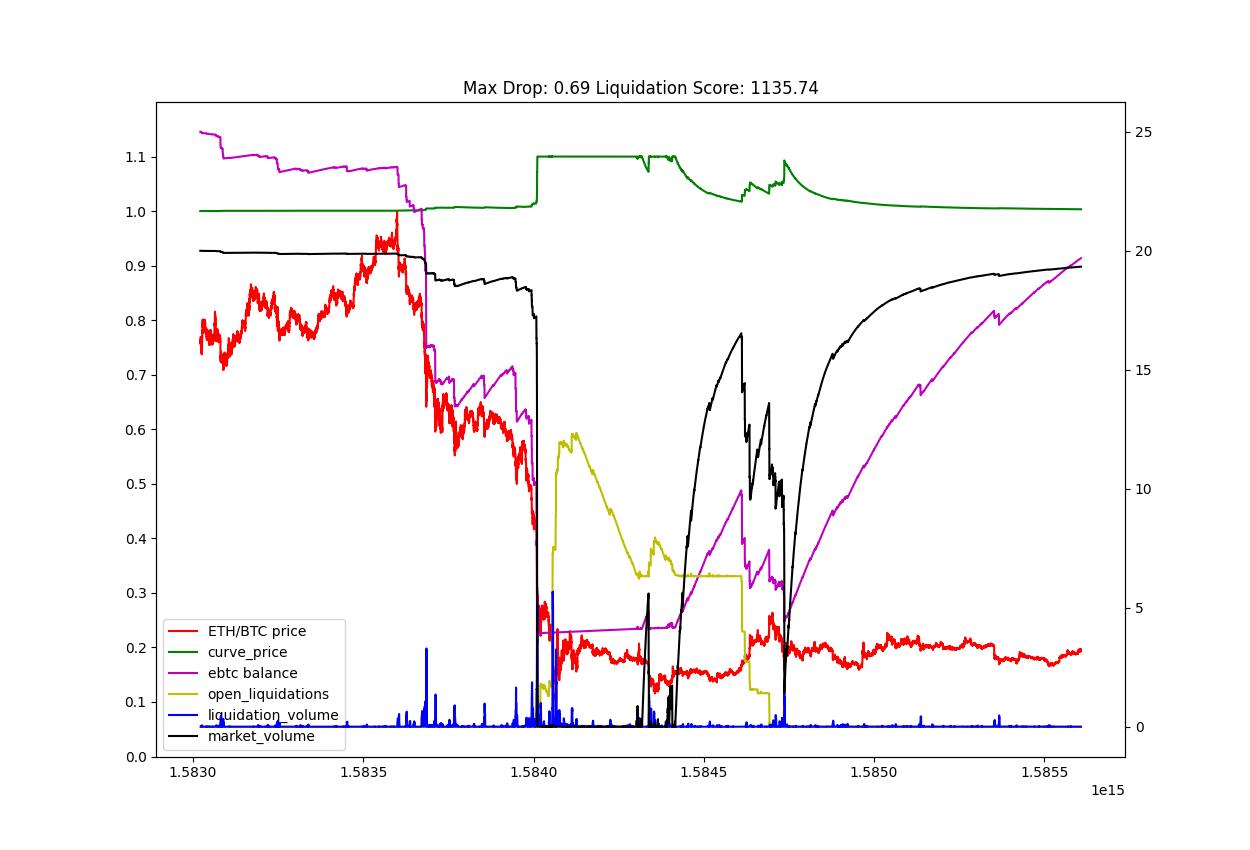 Max Drop: 0.69 Liquidation Score: 1135.74
1.1
1.0
0.9
0.8
0.7
0.6
0.5
0.4
0.3
0.2
0.1
0.0
25
20
15
10
5
0
ETH/BTC price
curve_price
ebtc balance
open_liquidations
liquidation_volume
market_volume
1.5830 1.5835 1.5840 1.5845 1.5850 1.5855
1e15